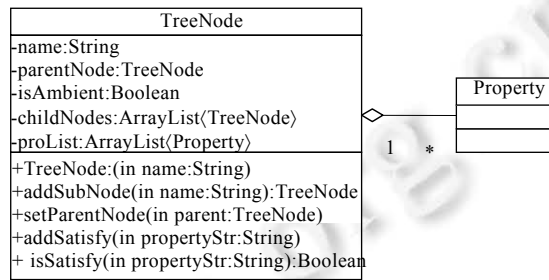 TreeNode
-name:String
-parentNode:TreeNode
-isAmbient:Boolean
-childNodes:ArrayList⟨TreeNode⟩
-proList:ArrayList⟨Property⟩
+TreeNode:(in name:String)
+addSubNode(in name:String):TreeNode
+setParentNode(in parent:TreeNode)
+addSatisfy(in propertyStr:String)
+ isSatisfy(in propertyStr:String):Boolean
1 *
Property